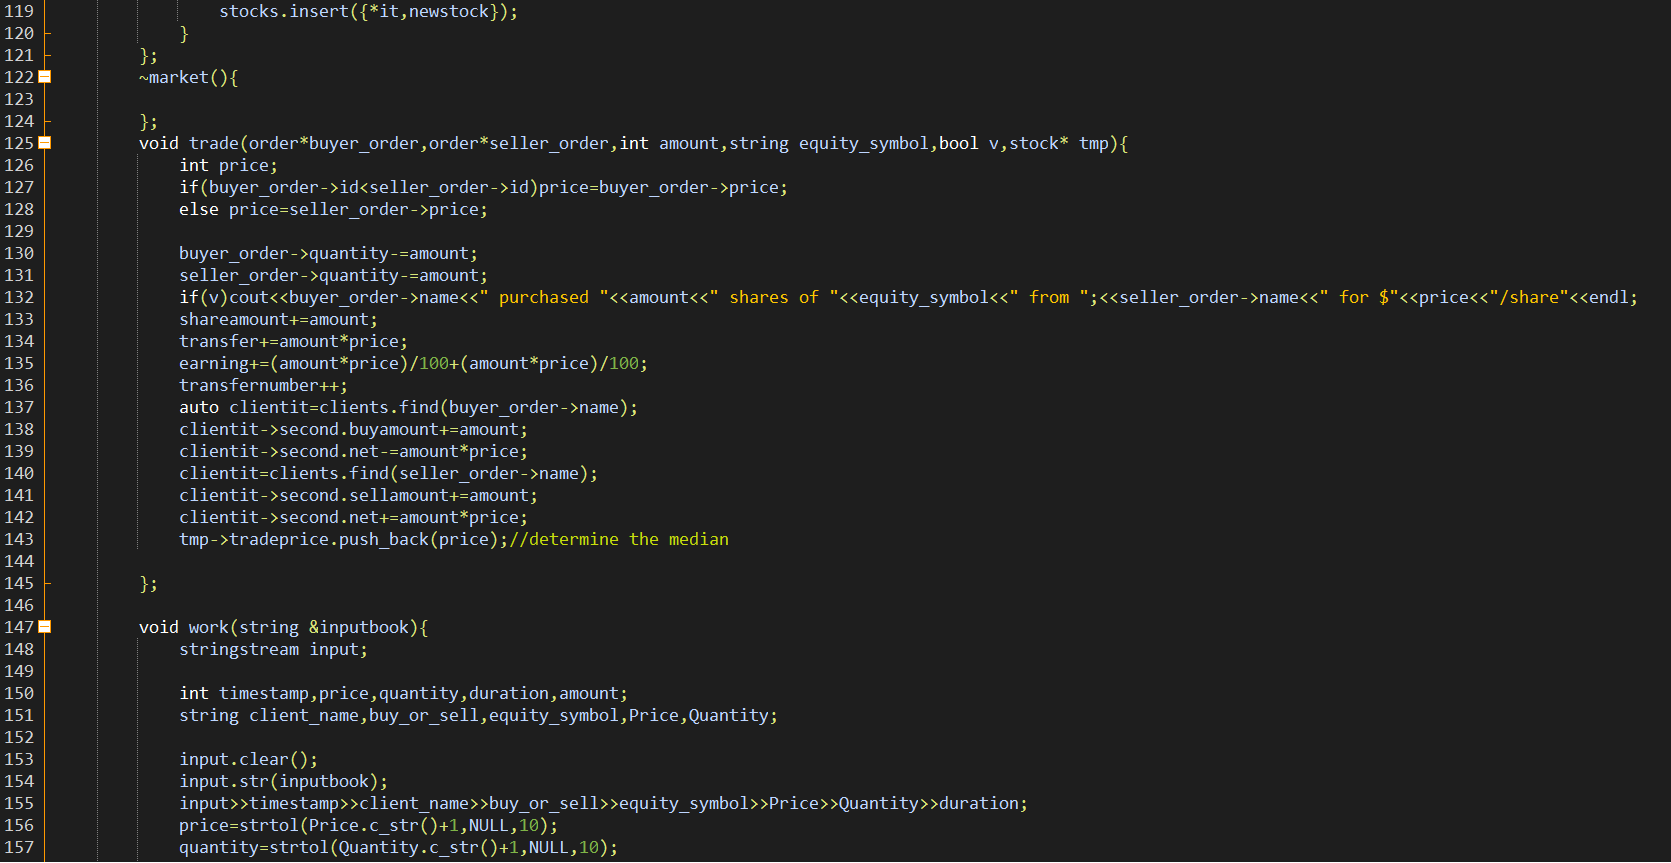 119 stocks.insert({*it,newstock});
120 }
121 };
122 ~market(){
123
124 };
125 void trade(order*buyer_order,order*seller_order,int amount,string equity_symbol,bool v,stock* tmp){
126 int price;
127 if(buyer_order->id<seller_order->id)price=buyer_order->price;
128 else price=seller_order->price;
129
130 buyer_order->quantity-=amount;
131 seller_order->quantity-=amount;
132 if(v)cout<<buyer_order->name<<" purchased "<<amount<<" shares of "<<equity_symbol<<" from ";<<seller_order->name<<" for $"<<price<<"/share"<<endl;
133 shareamount+=amount;
134 transfer+=amount*price;
135 earning+=(amount*price)/100+(amount*price)/100;
136 transfernumber++;
137 auto clientit=clients.find(buyer_order->name);
138 clientit->second.buyamount+=amount;
139 clientit->second.net-=amount*price;
140 clientit=clients.find(seller_order->name);
141 clientit->second.sellamount+=amount;
142 clientit->second.net+=amount*price;
143 tmp->tradeprice.push_back(price);//determine the median
144
145 };
146
147 void work(string &inputbook){
148 stringstream input;
149
150 int timestamp,price,quantity,duration,amount;
151 string client_name,buy_or_sell,equity_symbol,Price,Quantity;
152
153 input.clear();
154 input.str(inputbook);
155 input>>timestamp>>client_name>>buy_or_sell>>equity_symbol>>Price>>Quantity>>duration;
156 price=strtol(Price.c_str()+1,NULL,10);
157 quantity=strtol(Quantity.c_str()+1,NULL,10);